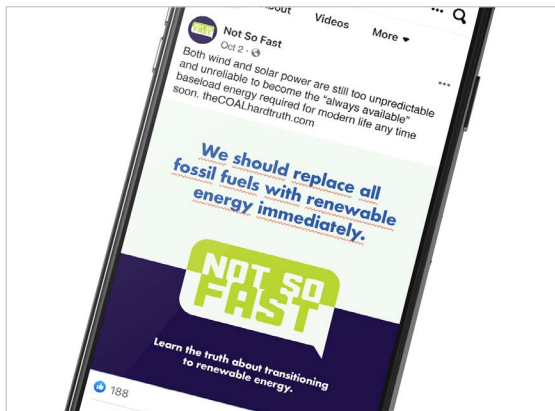 About
Videos
More
Not So Fast
Oct 2
Both wind and solar power are still too unpredictable
and unreliable to become the "always available"
baseload energy required for modern life any time
soon. theCOALhardtruth.com
We should replace all
fossil fuels with renewable
energy immediately.
NOT SO
FAST
Learn the truth about transitioning
to renewable energy.
188